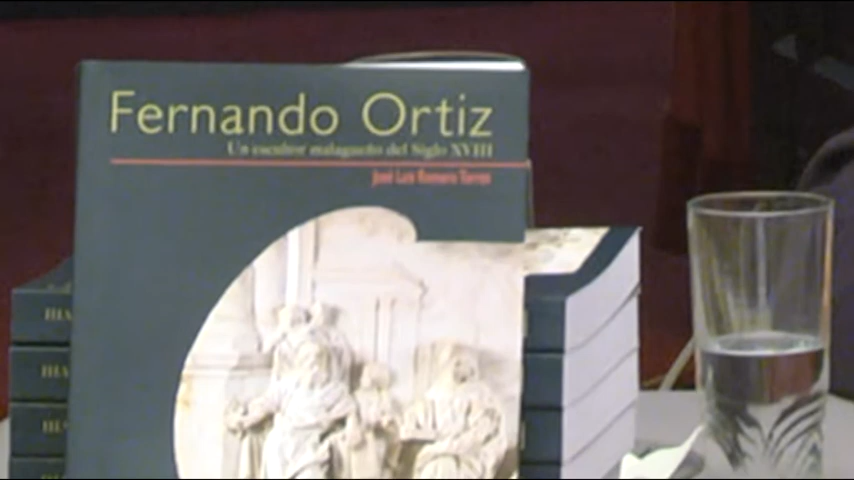 Fernando Ortiz
Un escultor malagueño del Siglo XVIII
José Luis Romero Torres